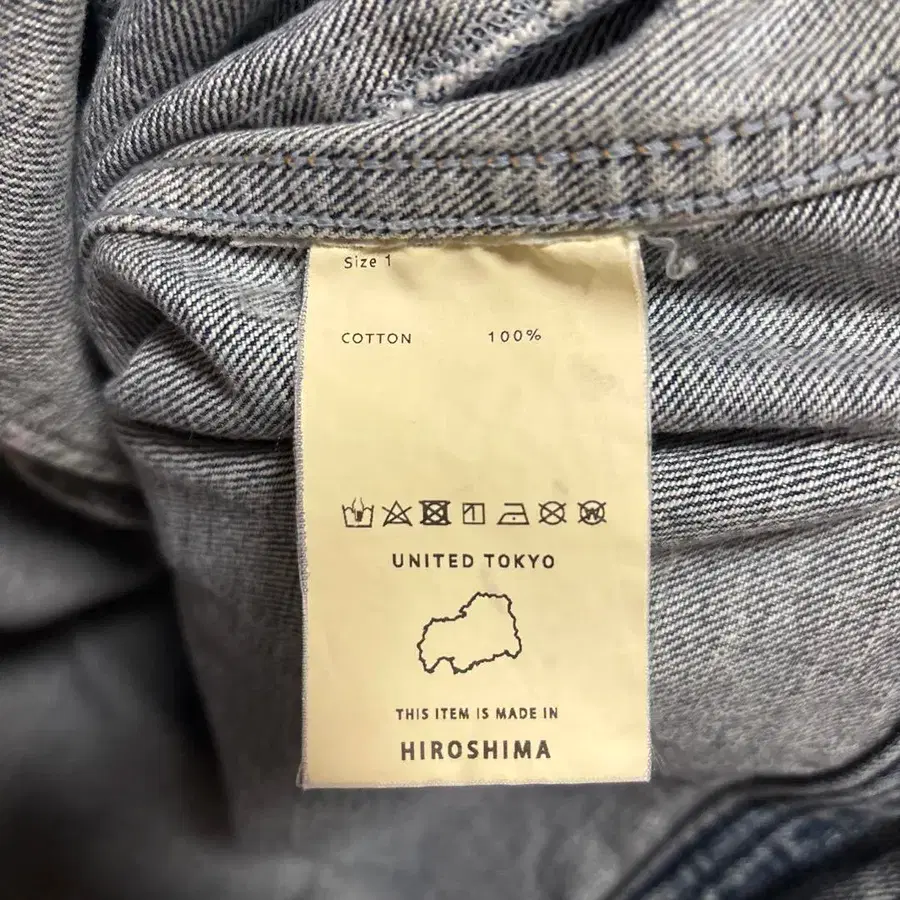 Size 1
COTTON 100%
UNITED TOKYO
THIS ITEM IS MADE IN
HIROSHIMA